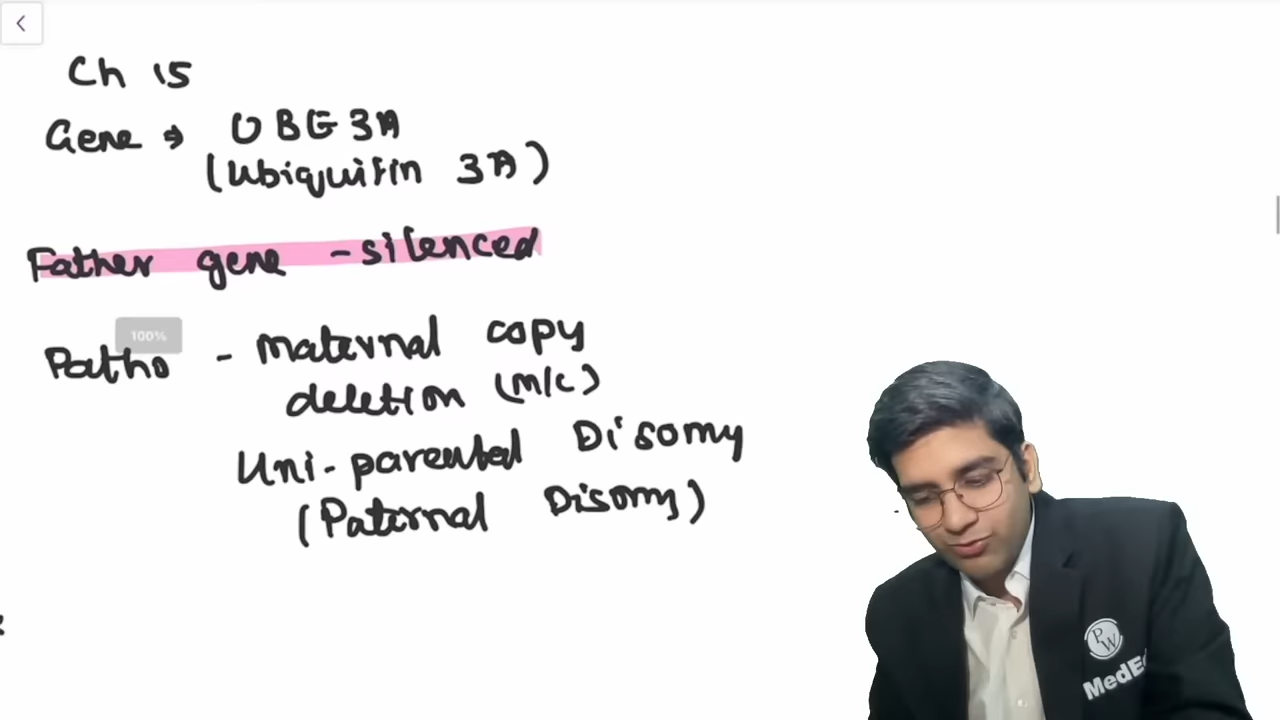 Ch 15
Gene ⇒ UBE3A
(Ubiquitin 3A)
Father gene - silenced
100%
Patho - maternal copy
deletion (m/c)
Uni-parental Disomy
(Paternal Disomy)
PW
MedEd